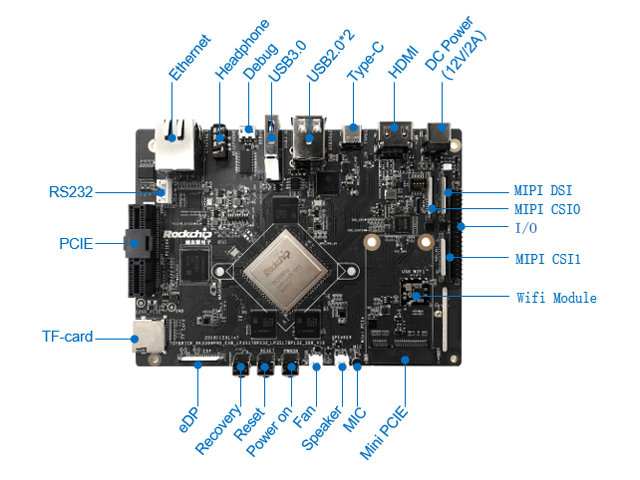 Ethernet
Headphone
Debug
USB3.0
USB2.0*2
Type-C
HDMI
DC Power
(12V/2A)
RS232
PCIE
TF-card
MIPI DSI
MIPI CSI0
I/O
MIPI CSI1
Wifi Module
Rockchip
Rockchip
eDP
Recovery
Reset
Power on
Fan
Speaker
MIC
Mini PCIE